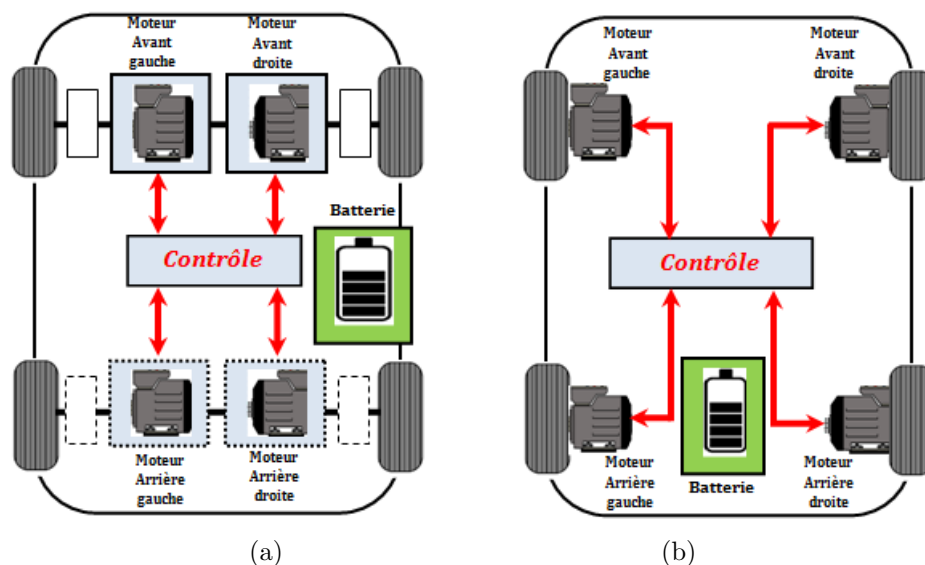 Moteur
Avant
gauche
Moteur
Avant
droite
Batterie
Contrôle
Moteur
Arrière
gauche
Moteur
Arrière
droite
(a)
Moteur
Avant
gauche
Moteur
Avant
droite
Contrôle
Moteur
Arrière
gauche
Batterie
Moteur
Arrière
droite
(b)